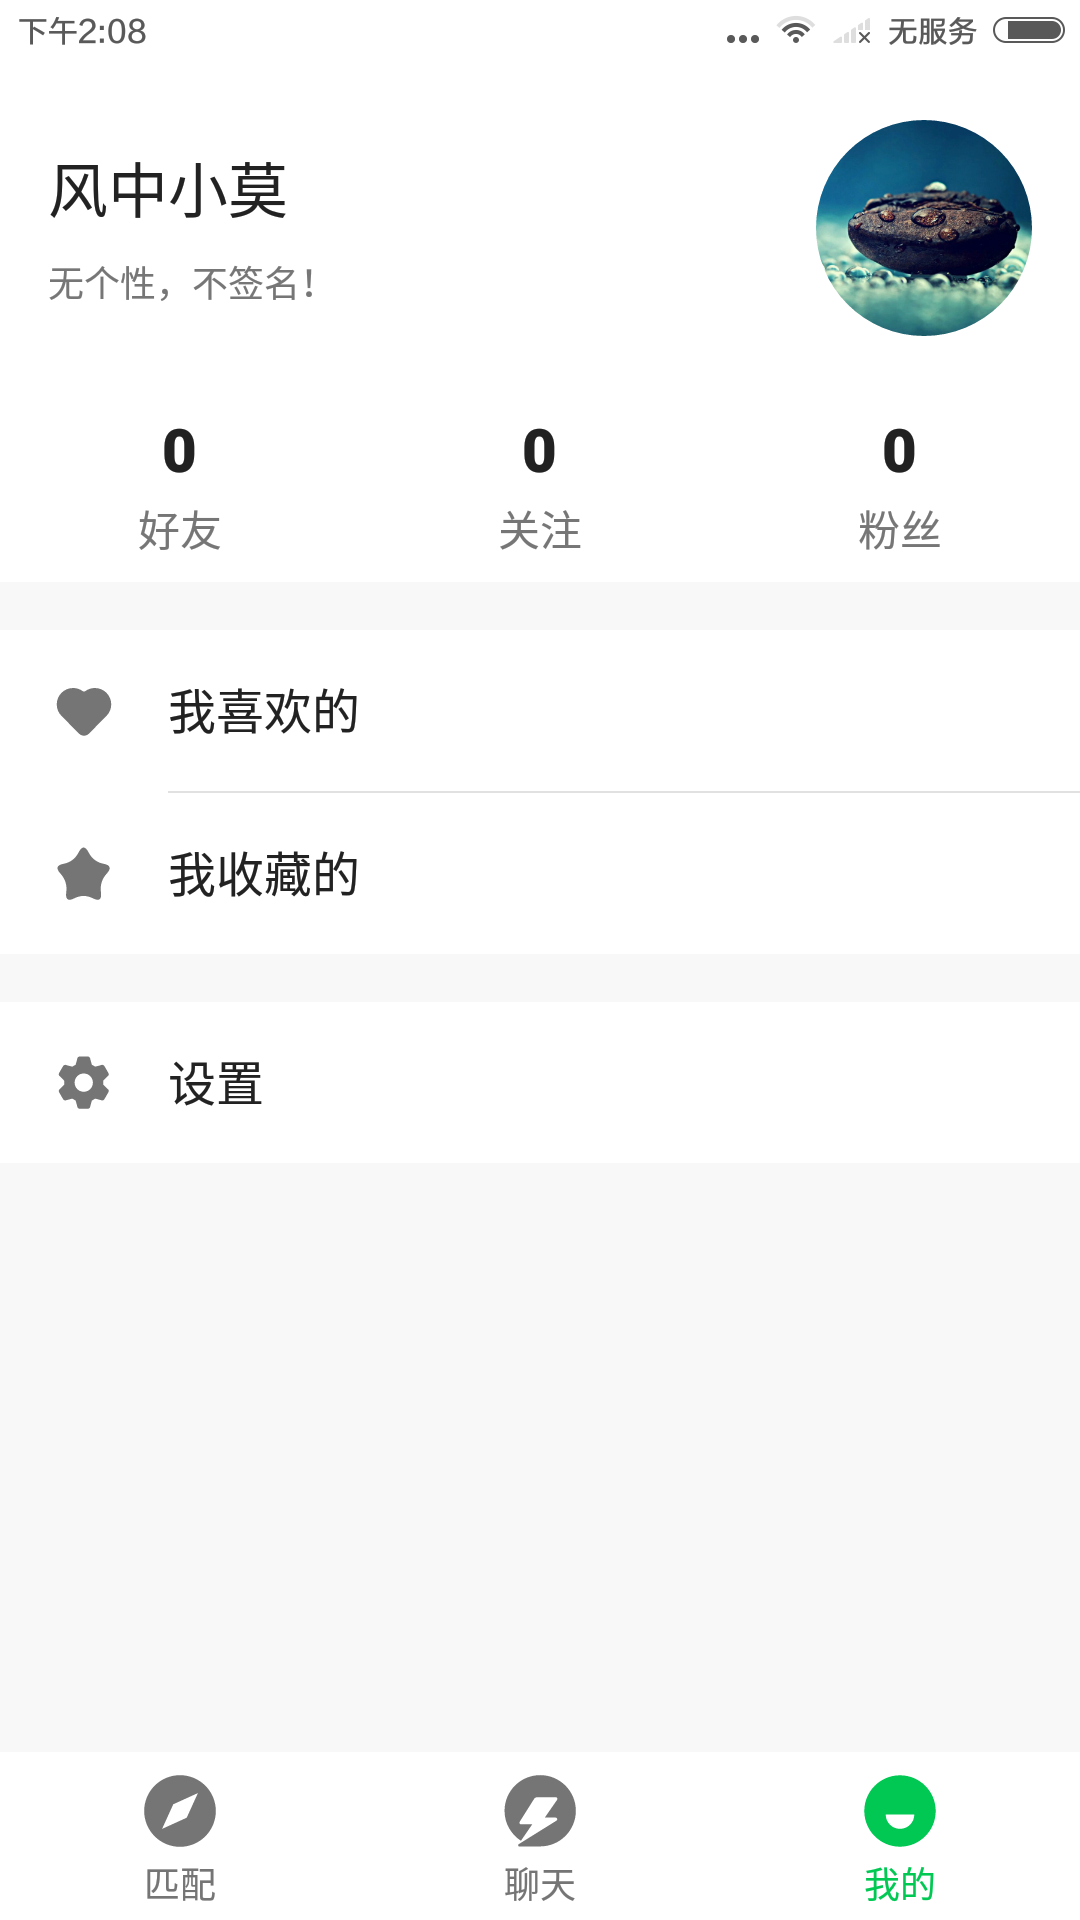 下午2:08 无服务
风中小莫
无个性，不签名！
0 0 0
好友 关注 粉丝
我喜欢的
我收藏的
设置
匹配 聊天 我的